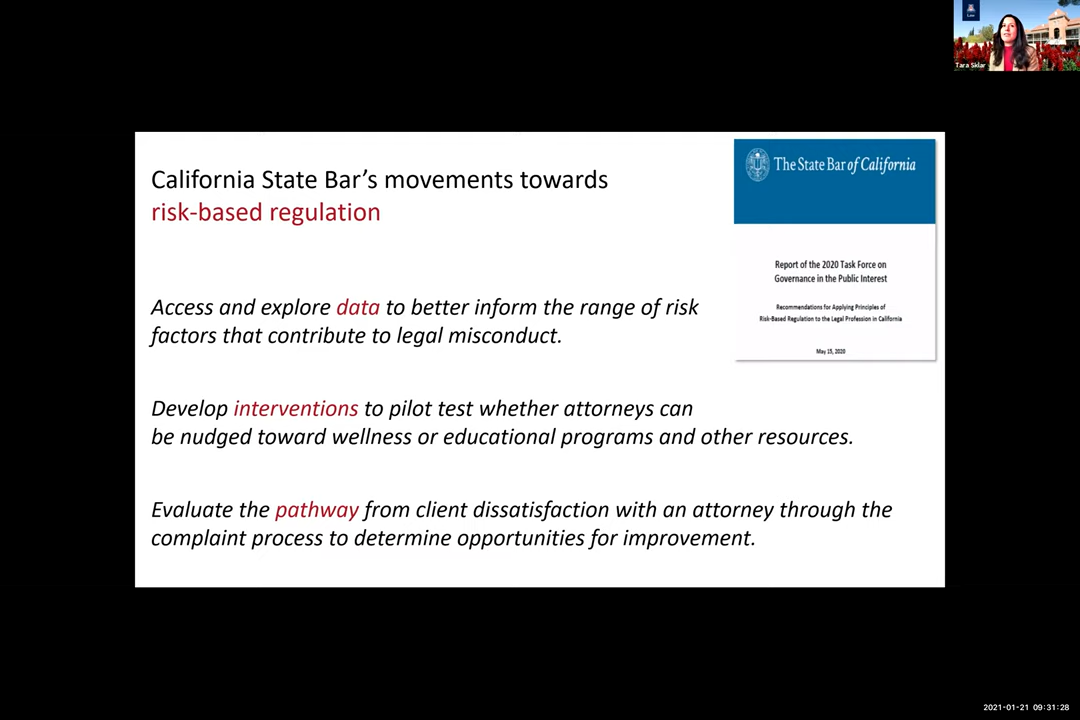 Law
Tara Sklar
California State Bar’s movements towards
risk-based regulation
The State Bar of California
Report of the 2020 Task Force on
Governance in the Public Interest
Recommendations for Applying Principles of
Risk-Based Regulation to the Legal Profession in California
May 15, 2020
Access and explore data to better inform the range of risk
factors that contribute to legal misconduct.
Develop interventions to pilot test whether attorneys can
be nudged toward wellness or educational programs and other resources.
Evaluate the pathway from client dissatisfaction with an attorney through the
complaint process to determine opportunities for improvement.
2021-01-21 09:31:28